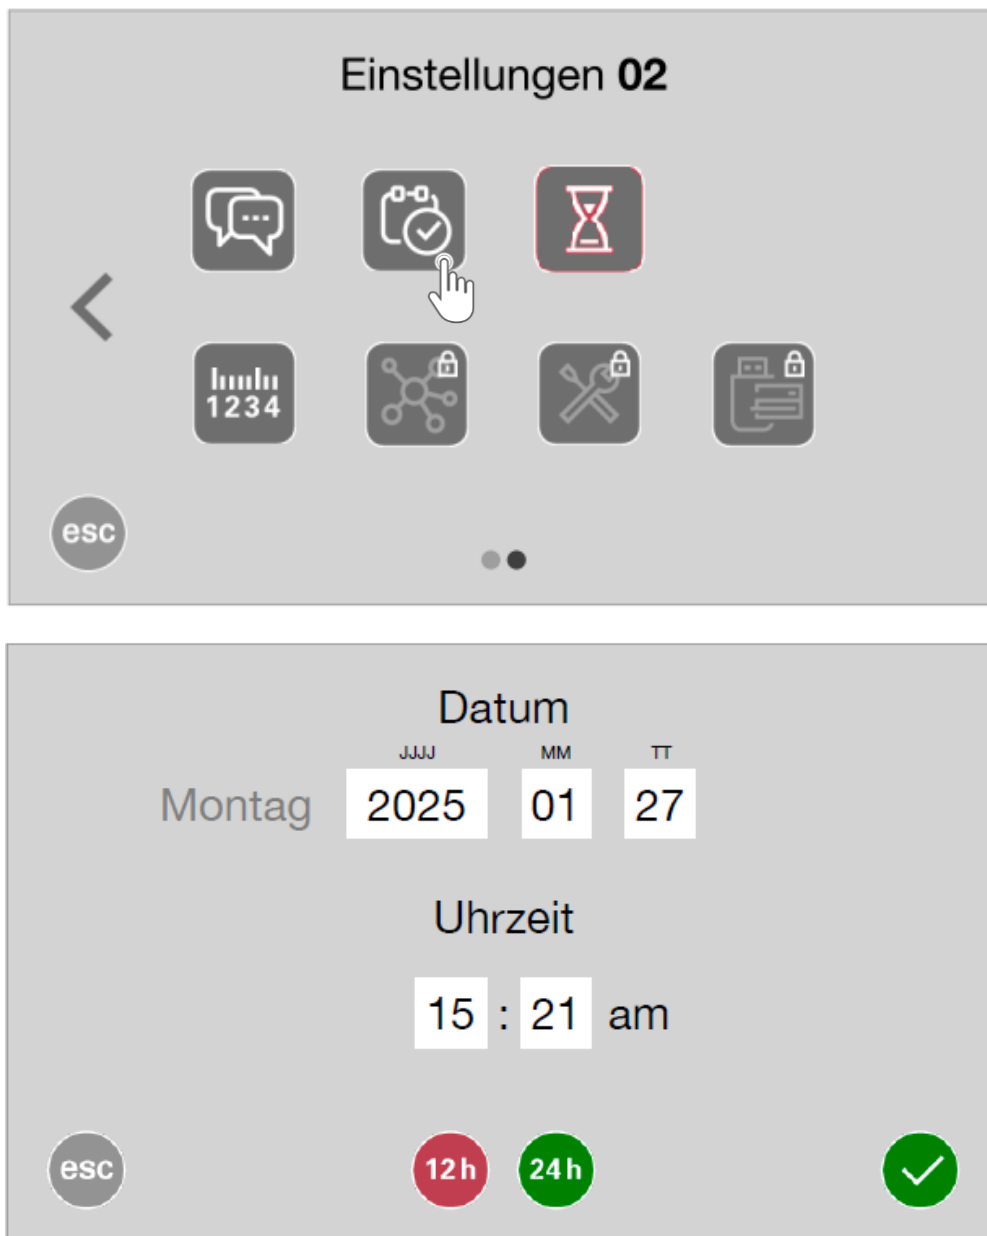 Einstellungen 02
1234
esc
Datum
JJJJ MM TT
Montag 2025 01 27
Uhrzeit
15 : 21 am
esc 12h 24h